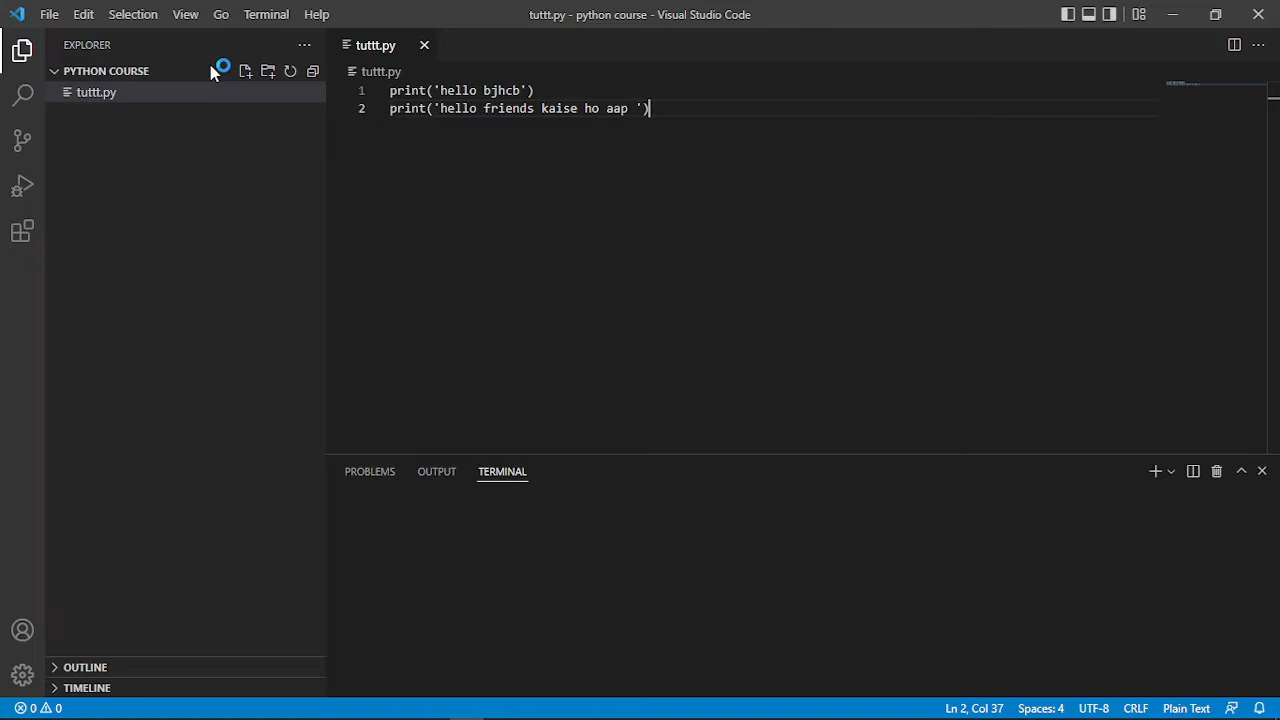 File Edit Selection View Go Terminal Help
tuttt.py - python course - Visual Studio Code
EXPLORER
tuttt.py
PYTHON COURSE
tuttt.py
tuttt.py
1 print('hello bjhcb')
2 print('hello friends kaise ho aap ')
PROBLEMS OUTPUT TERMINAL
OUTLINE
TIMELINE
0 0
Ln 2, Col 37 Spaces: 4 UTF-8 CRLF Plain Text